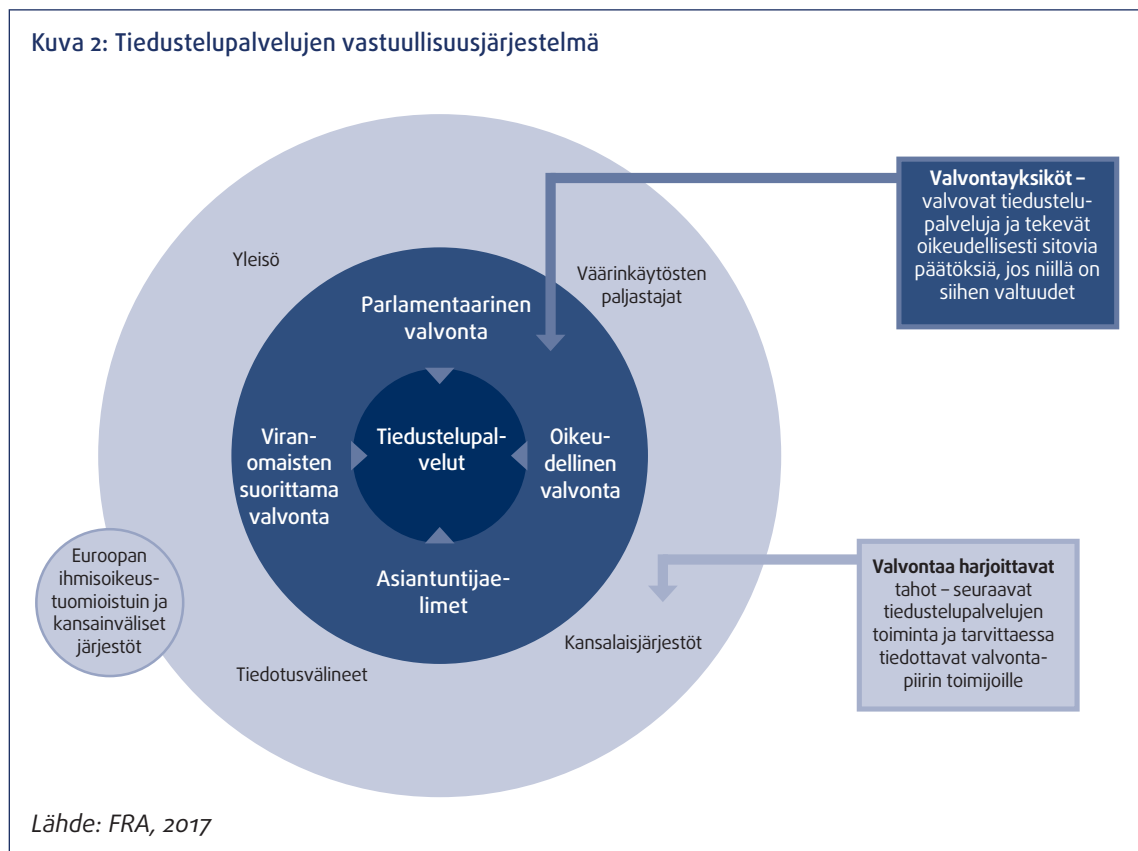 Kuva 2: Tiedustelupalvelujen vastuullisuusjärjestelmä
Valvontayksiköt –
valvovat tiedustelu-
palveluja ja tekevät
oikeudellisesti sitovia
päätöksiä, jos niillä on
siihen valtuudet
Yleisö
Väärinkäytösten
paljastajat
Parlamentaarinen
valvonta
Viran-
omaisten
suorittama
valvonta
Tiedustelupal-
velut
Oikeu-
dellinen
valvonta
Asiantuntijae-
limet
Euroopan
ihmisoikeus-
tuomioistuin ja
kansainväliset
järjestöt
Tiedotusvälineet
Kansalaisjärjestöt
Valvontaa harjoittavat
tahot – seuraavat
tiedustelupalvelujen
toiminta ja tarvittaessa
tiedottavat valvonta-
piirin toimijoille
Lähde: FRA, 2017